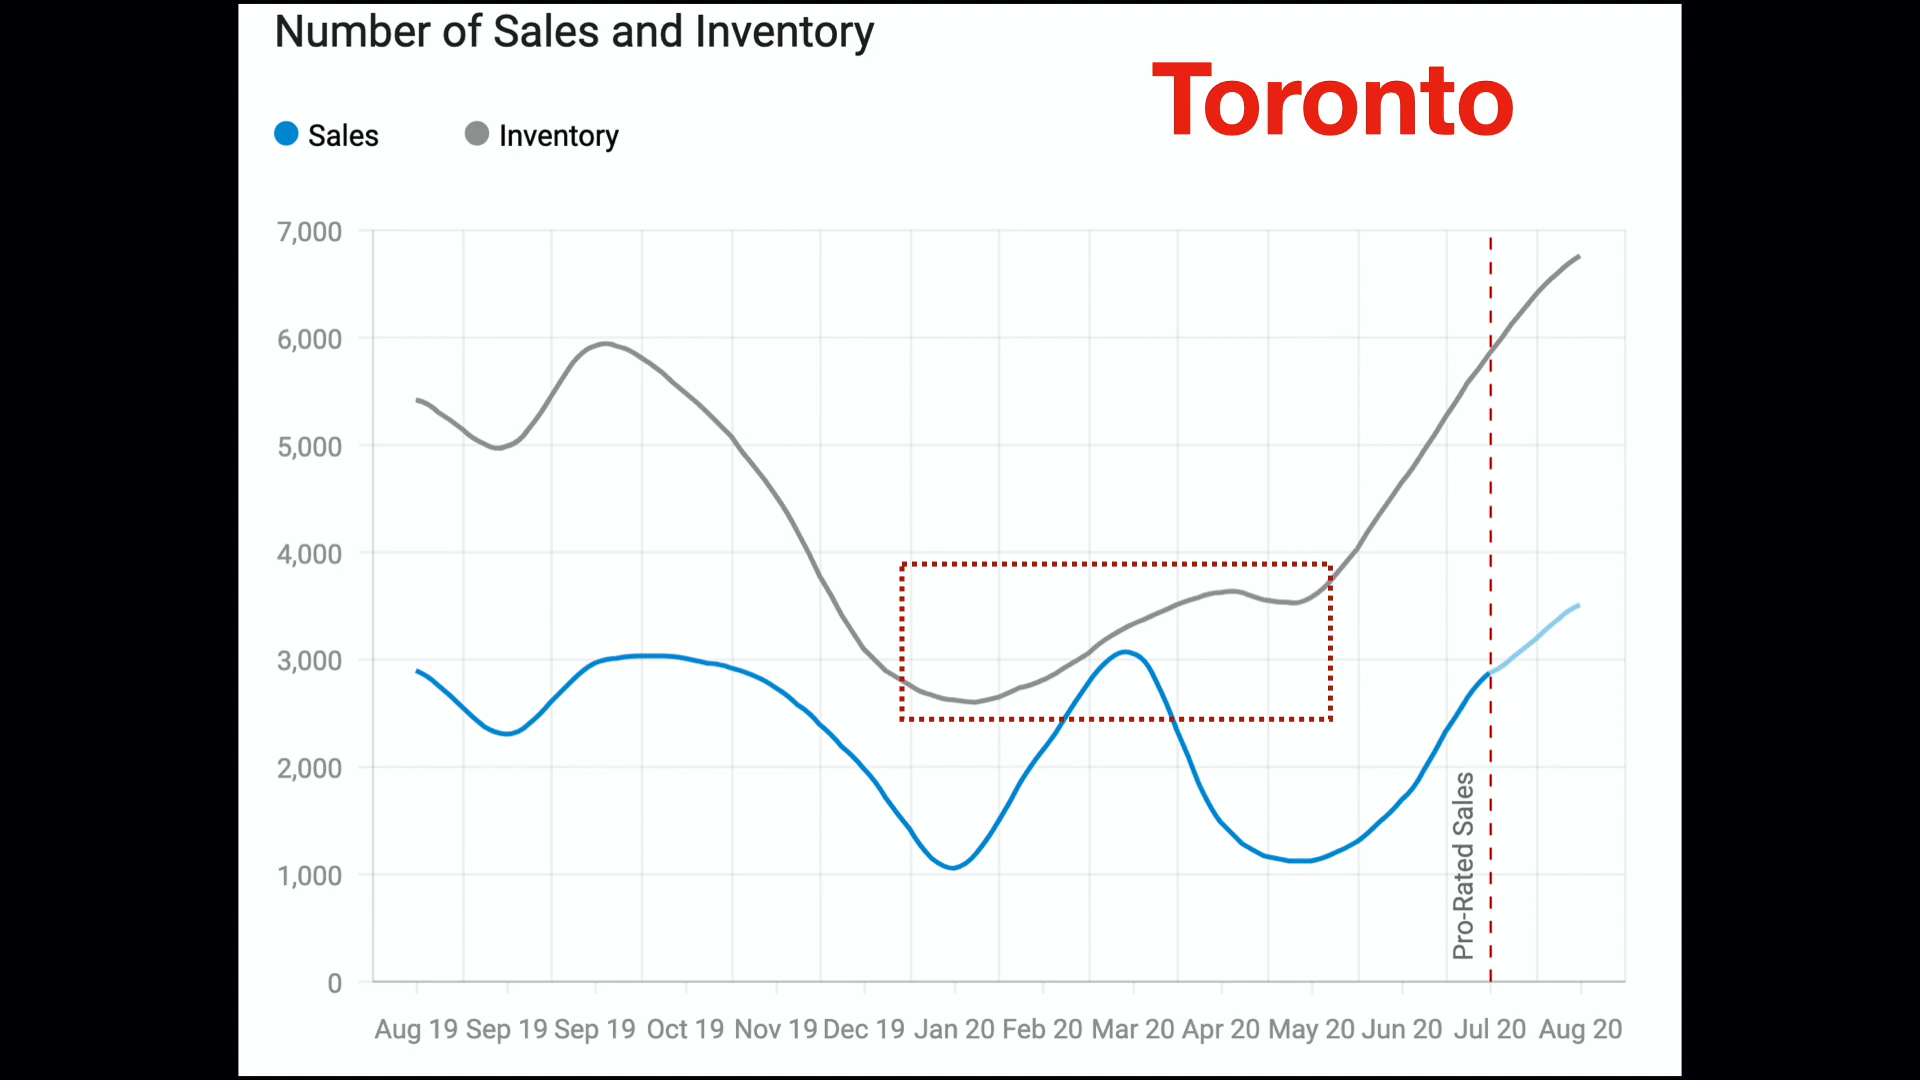 Number of Sales and Inventory
Toronto
Sales Inventory
7,000
6,000
5,000
4,000
3,000
2,000
1,000
0
Pro-Rated Sales
Aug 19 Sep 19 Sep 19 Oct 19 Nov 19 Dec 19 Jan 20 Feb 20 Mar 20 Apr 20 May 20 Jun 20 Jul 20 Aug 20